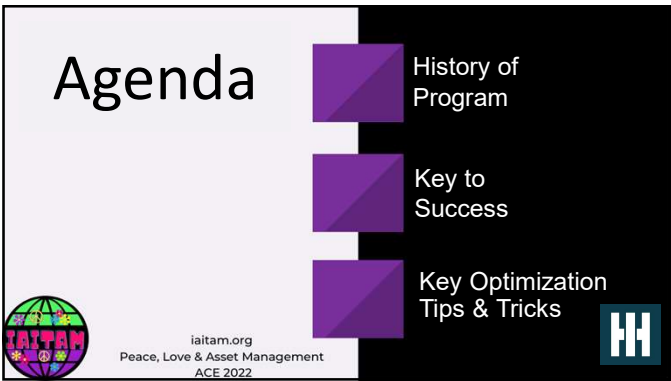 Agenda
History of
Program
Key to
Success
Key Optimization
Tips & Tricks
IAITAM
iaitam.org
Peace, Love & Asset Management
ACE 2022